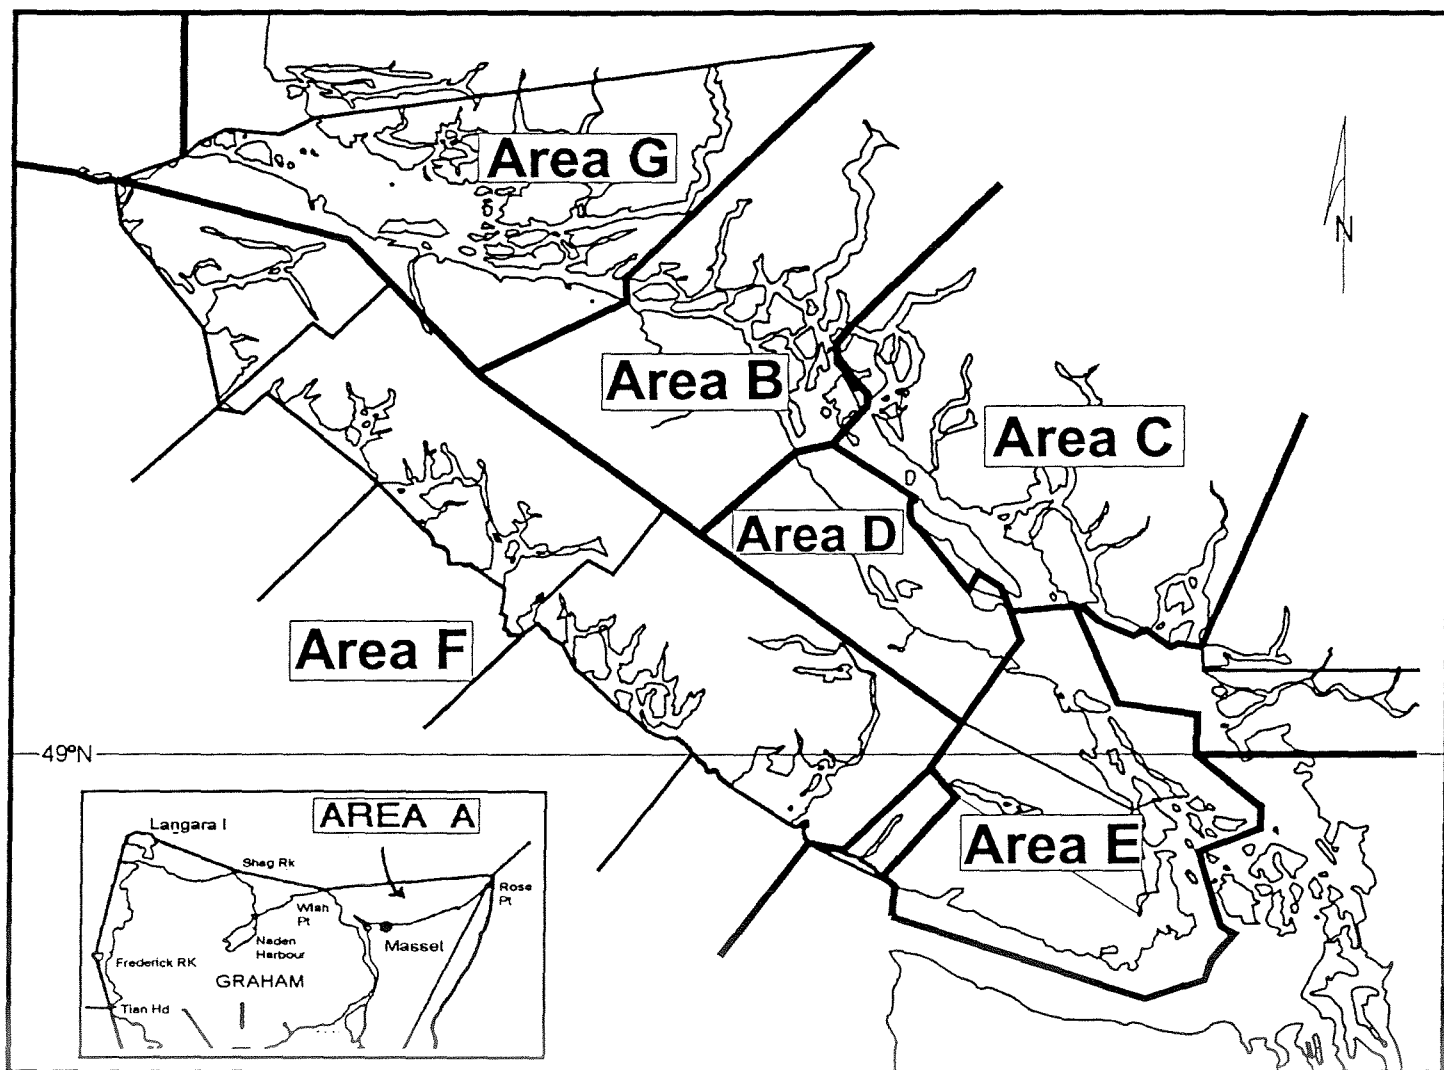 Area G
N
Area B
Area C
Area D
Area F
49°N
Area E
AREA A
Langara I
Shag Rk
Rose
Pt
Wiah
Pt
Masset
Naden
Harbour
Frederick RK
GRAHAM
Tian Hd